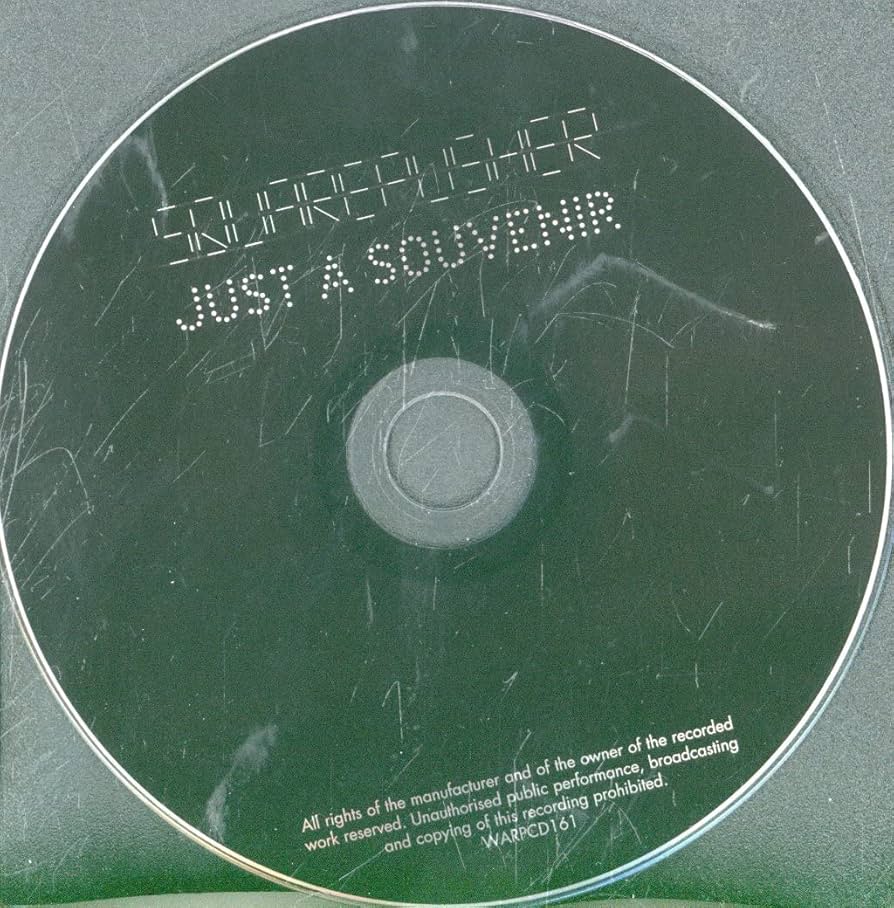 SQUAREPUSHER
JUST A SOUVENIR
All rights of the manufacturer and of the owner of the recorded
work reserved. Unauthorised public performance, broadcasting
and copying of this recording prohibited.
WARPCD161